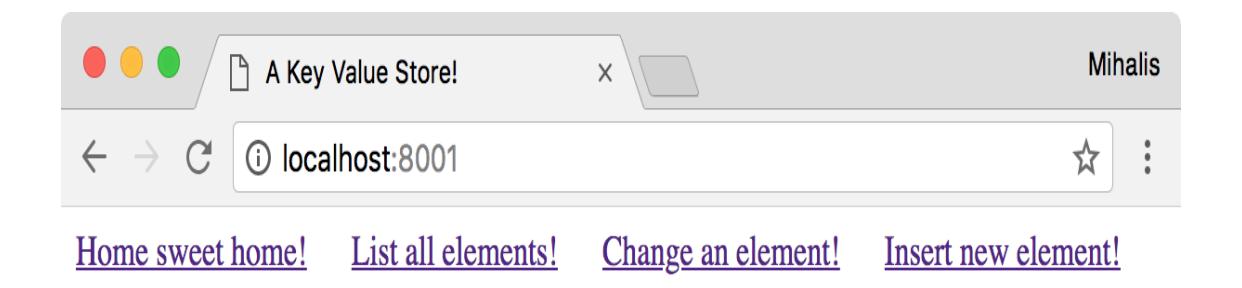 A Key Value Store!
Mihalis
localhost:8001
Home sweet home! List all elements! Change an element! Insert new element!